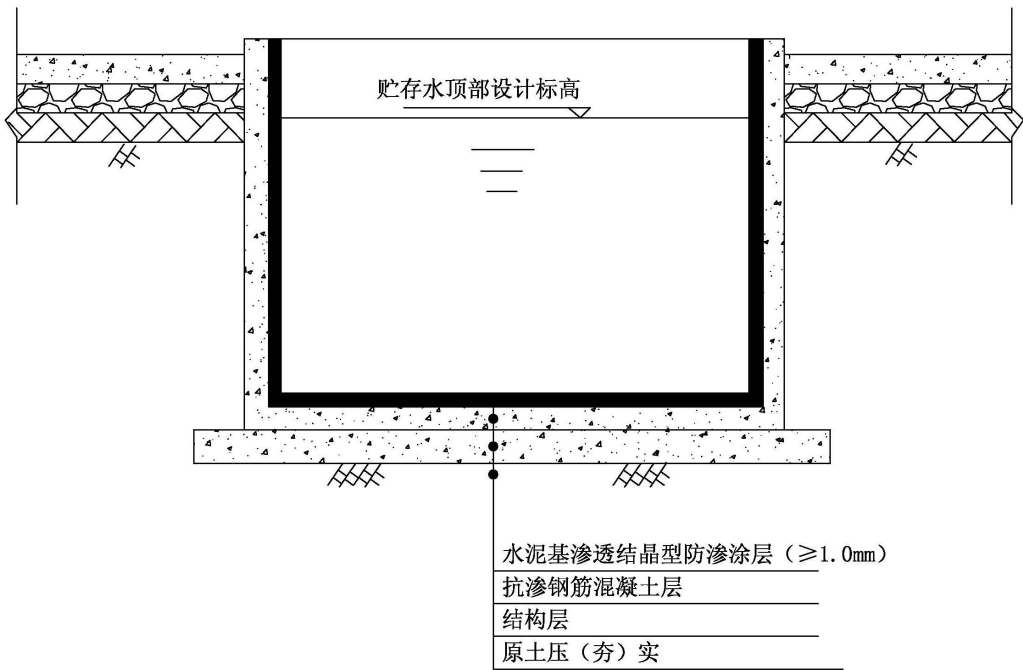 贮存水顶部设计标高
水泥基渗透结晶型防渗涂层（≥1.0mm）
抗渗钢筋混凝土层
结构层
原土压（夯）实